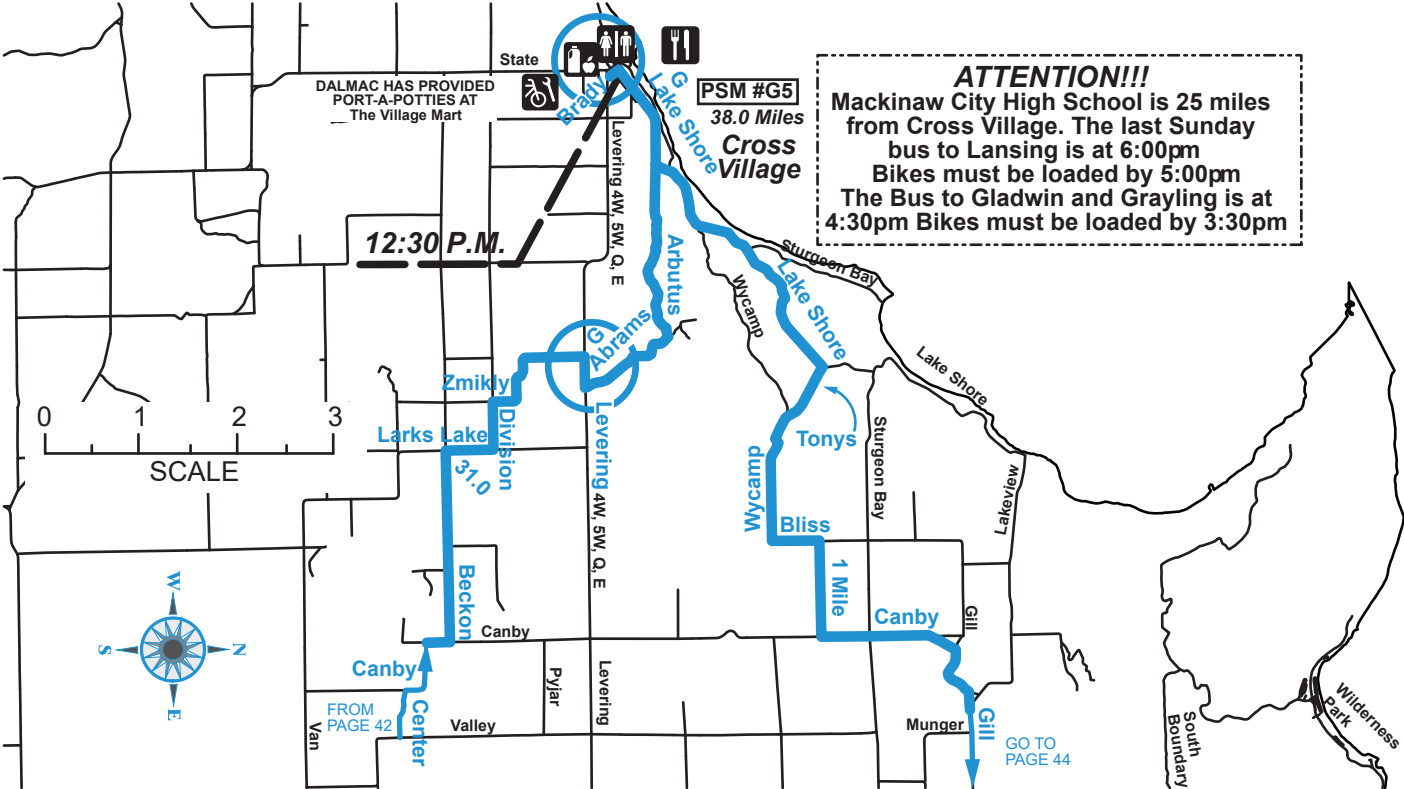 State
DALMAC HAS PROVIDED
PORT-A-POTTIES AT
The Village Mart
Brady
G
Lake Shore
PSM #G5
38.0 Miles
Cross
Village
ATTENTION!!!
Mackinaw City High School is 25 miles
from Cross Village. The last Sunday
bus to Lansing is at 6:00pm
Bikes must be loaded by 5:00pm
The Bus to Gladwin and Grayling is at
4:30pm Bikes must be loaded by 3:30pm
12:30 P.M.
Levering 4W, 5W, Q, E
Arbutus
Sturgeon Bay
Wycamp
Lake Shore
G
Abrams
Lake Shore
Zmikly
Division
Levering 4W, 5W, Q, E
0 1 2 3
SCALE
Larks Lake
31.0
Tonys
Sturgeon Bay
Wycamp
Bliss
Lakeview
Beckon
1 Mile
Canby
Canby
Gill
W
S
N
E
Canby
Pyjar
Levering
FROM
PAGE 42
Center
Van
Valley
Munger
Gill
GO TO
PAGE 44
South
Boundary
Wilderness
Park